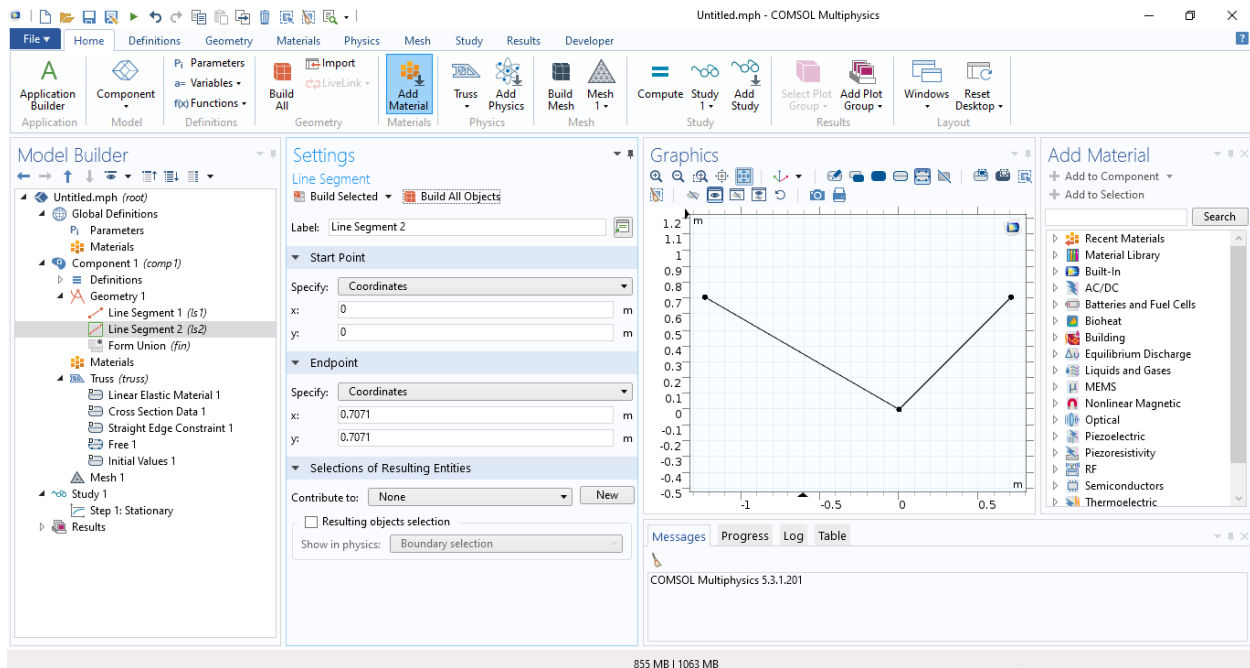 Untitled.mph - COMSOL Multiphysics
File Home Definitions Geometry Materials Physics Mesh Study Results Developer
Application Builder
Component
Pi Parameters
a= Variables
f(x) Functions
Build All
Import
LiveLink
Add Material
Truss
Add Physics
Build Mesh
Mesh 1
Compute
Study 1
Add Study
Select Plot Group
Add Plot Group
Windows
Reset Desktop
Application Model Definitions Geometry Materials Physics Mesh Study Results Layout
Model Builder
Untitled.mph (root)
Global Definitions
Pi Parameters
Materials
Component 1 (comp1)
Definitions
Geometry 1
Line Segment 1 (ls1)
Line Segment 2 (ls2)
Form Union (fin)
Materials
Truss (truss)
Linear Elastic Material 1
Cross Section Data 1
Straight Edge Constraint 1
Free 1
Initial Values 1
Mesh 1
Study 1
Step 1: Stationary
Results
Settings
Line Segment
Build Selected Build All Objects
Label: Line Segment 2
Start Point
Specify: Coordinates
x: 0 m
y: 0 m
Endpoint
Specify: Coordinates
x: 0.7071 m
y: 0.7071 m
Selections of Resulting Entities
Contribute to: None New
Resulting objects selection
Show in physics: Boundary selection
Graphics
m
1.2
1.1
1
0.9
0.8
0.7
0.6
0.5
0.4
0.3
0.2
0.1
0
-0.1
-0.2
-0.3
-0.4
-0.5
m
-1 -0.5 0 0.5
Messages Progress Log Table
COMSOL Multiphysics 5.3.1.201
Add Material
Add to Component
Add to Selection
Search
Recent Materials
Material Library
Built-In
AC/DC
Batteries and Fuel Cells
Bioheat
Building
Equilibrium Discharge
Liquids and Gases
MEMS
Nonlinear Magnetic
Optical
Piezoelectric
Piezoresistivity
RF
Semiconductors
Thermoelectric
855 MB | 1063 MB